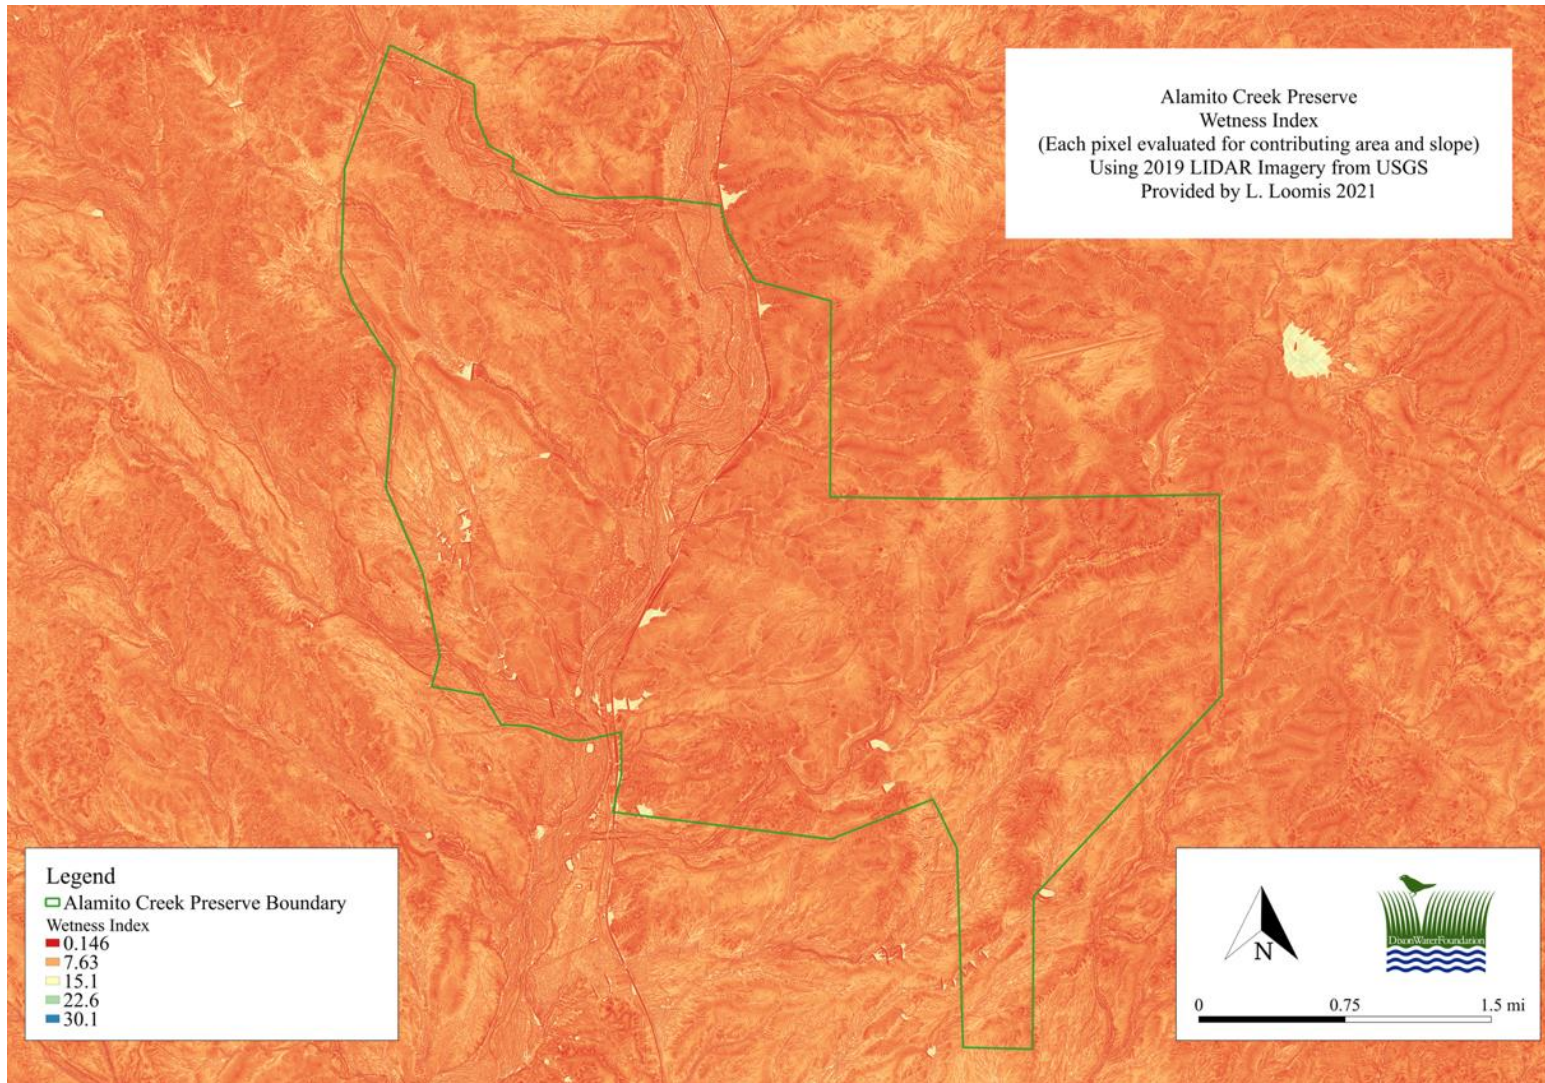 Alamito Creek Preserve
Wetness Index
(Each pixel evaluated for contributing area and slope)
Using 2019 LIDAR Imagery from USGS
Provided by L. Loomis 2021
Legend
Alamito Creek Preserve Boundary
Wetness Index
0.146
7.63
15.1
22.6
30.1
N
DixonWaterFoundation
0 0.75 1.5 mi